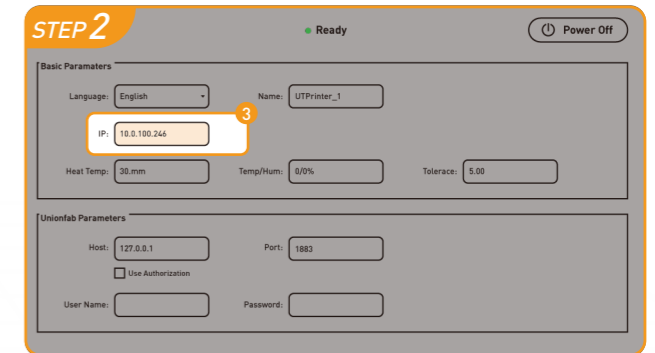 STEP 2
Ready
Power Off
Basic Paramaters
Language: English Name: UTPrinter_1
3
IP: 10.0.100.246
Heat Temp: 30.mm Temp/Hum: 0/0% Tolerace: 5.00
Unionfab Parameters
Host: 127.0.0.1 Port: 1883
Use Authorization
User Name: Password: